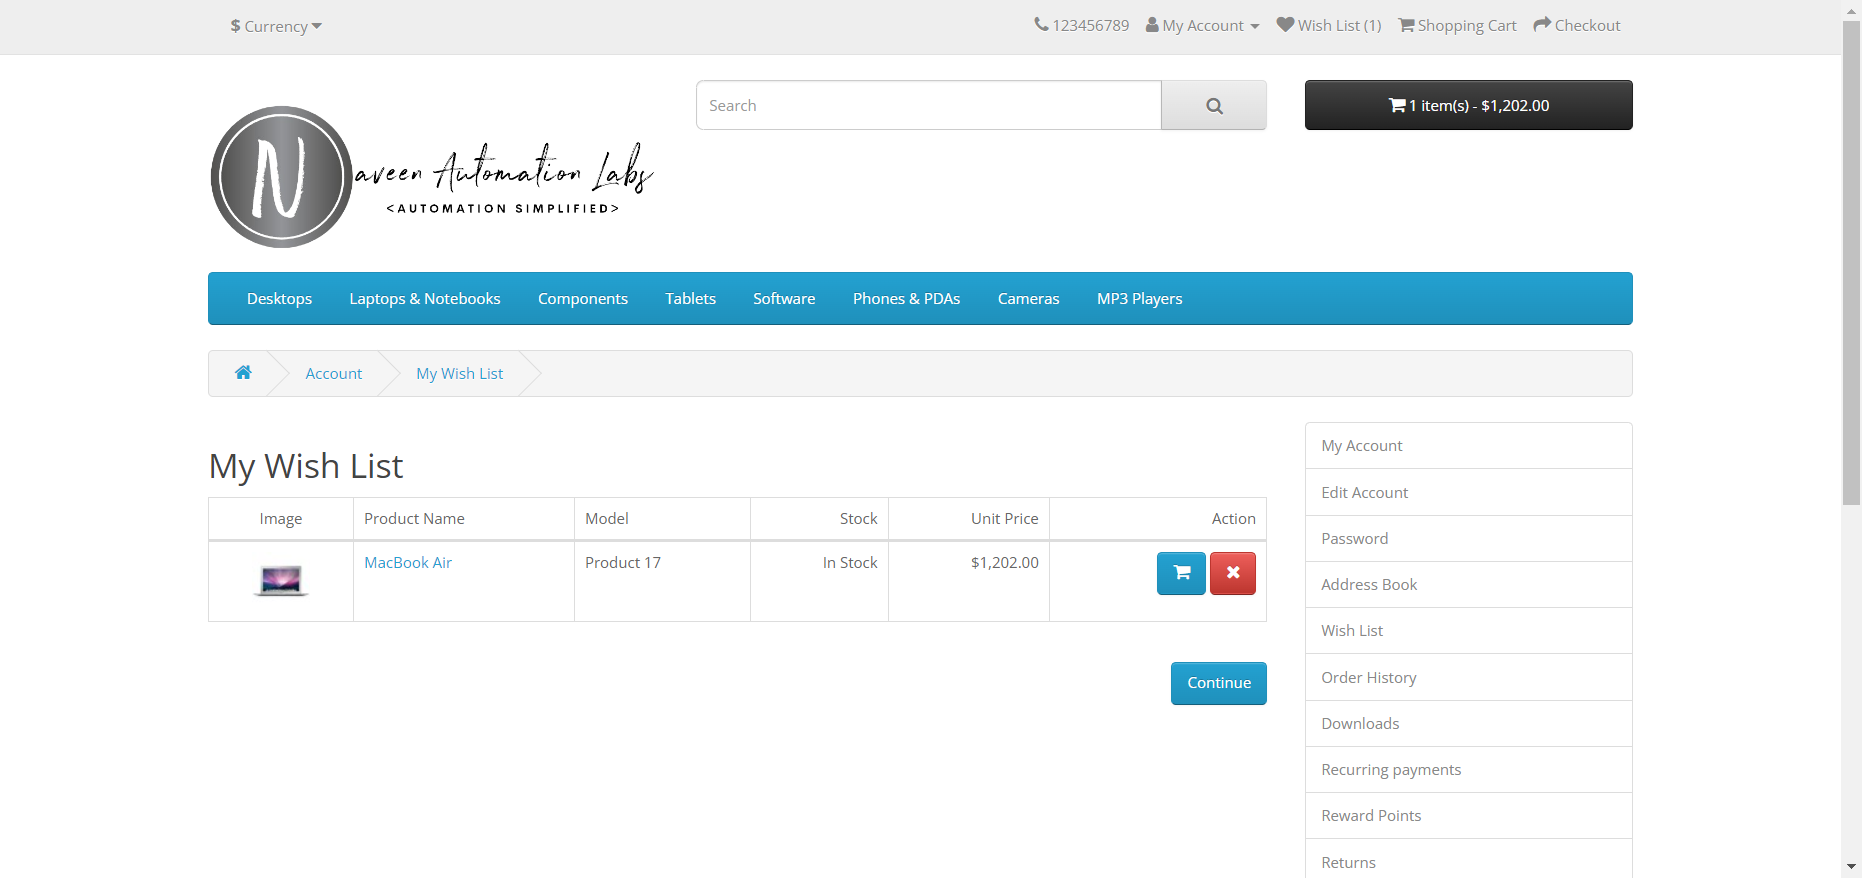 $ Currency
123456789 My Account Wish List (1) Shopping Cart Checkout
Search
1 item(s) - $1,202.00
N aveen Automation Labs
<AUTOMATION SIMPLIFIED>
Desktops Laptops & Notebooks Components Tablets Software Phones & PDAs Cameras MP3 Players
Account My Wish List
My Wish List
Image Product Name Model Stock Unit Price Action
MacBook Air Product 17 In Stock $1,202.00
Continue
My Account
Edit Account
Password
Address Book
Wish List
Order History
Downloads
Recurring payments
Reward Points
Returns